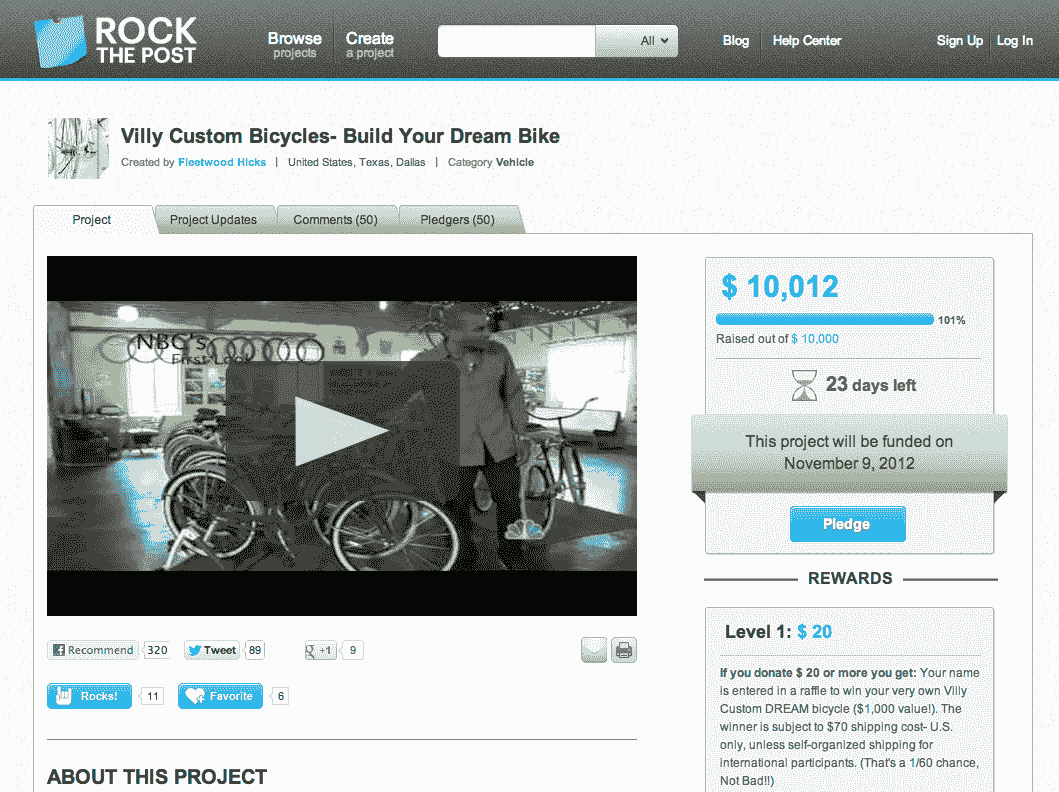 ROCK
THE POST
Browse
projects
Create
a project
All
Blog
Help Center
Sign Up
Log In
Villy Custom Bicycles- Build Your Dream Bike
Created by Fleetwood Hicks | United States, Texas, Dallas | Category Vehicle
Project
Project Updates
Comments (50)
Pledgers (50)
NBC's
First Look
$ 10,012
101%
Raised out of $ 10,000
23 days left
This project will be funded on
November 9, 2012
Pledge
Recommend 320
Tweet 89
g +1 9
Rocks! 11
Favorite 6
ABOUT THIS PROJECT
REWARDS
Level 1: $ 20
If you donate $ 20 or more you get: Your name
is entered in a raffle to win your very own Villy
Custom DREAM bicycle ($1,000 value!). The
winner is subject to $70 shipping cost- U.S.
only, unless self-organized shipping for
international participants. (That's a 1/60 chance,
Not Bad!!)